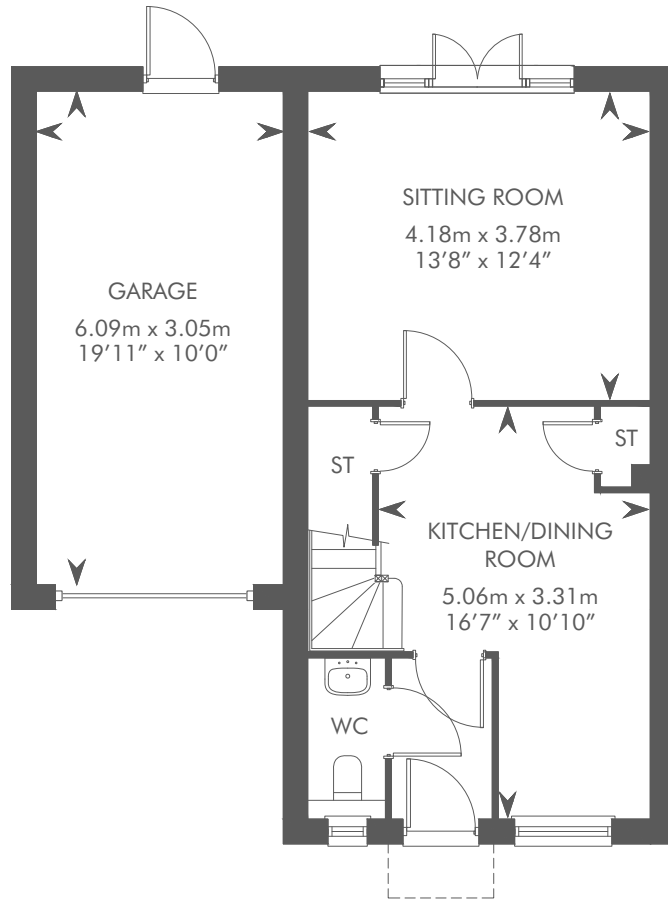 SITTING ROOM
4.18m x 3.78m
13’8” x 12’4”
GARAGE
6.09m x 3.05m
19’11” x 10’0”
ST
ST
KITCHEN/DINING
ROOM
5.06m x 3.31m
16’7” x 10’10”
WC